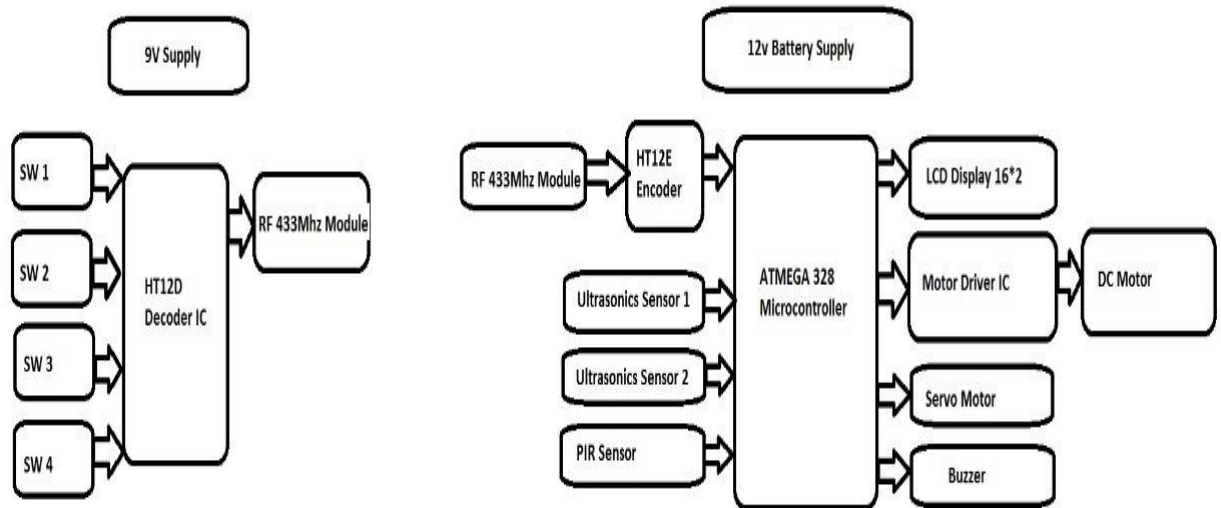 9V Supply
SW 1
SW 2
SW 3
SW 4
HT12D
Decoder IC
RF 433Mhz Module
12v Battery Supply
RF 433Mhz Module
HT12E
Encoder
Ultrasonics Sensor 1
Ultrasonics Sensor 2
PIR Sensor
ATMEGA 328
Microcontroller
LCD Display 16*2
Motor Driver IC
DC Motor
Servo Motor
Buzzer